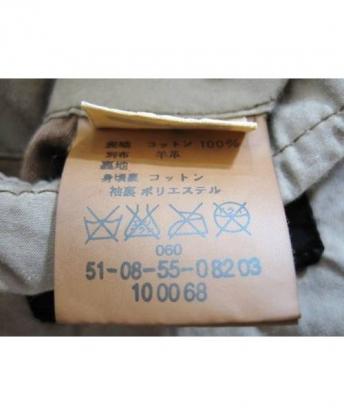 表地 コットン 100%
別布 羊革
裏地
身頃裏 コットン
袖裏 ポリエステル
060
51-08-55-08203
100068